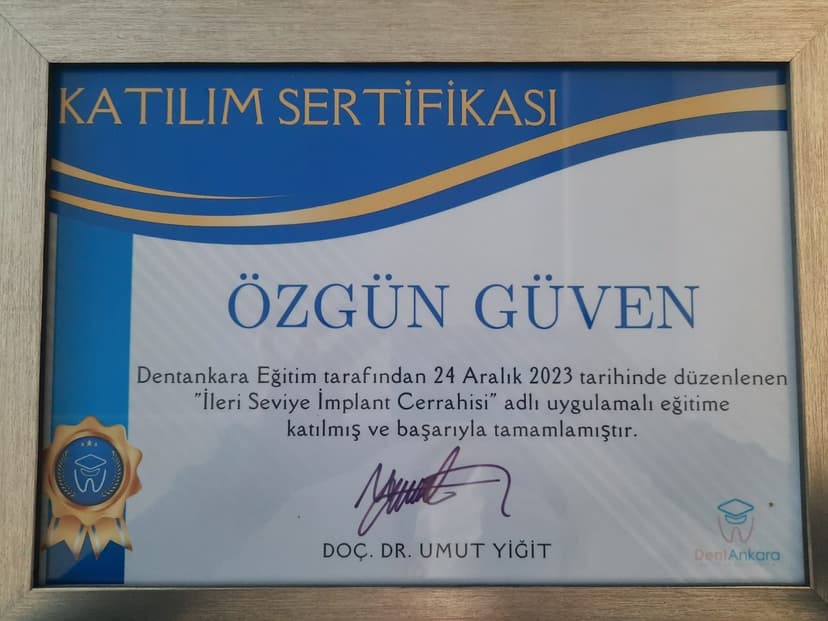 KATILIM SERTİFİKASI
ÖZGÜN GÜVEN
Dentankara Eğitim tarafından 24 Aralık 2023 tarihinde düzenlenen
"İleri Seviye İmplant Cerrahisi" adlı uygulamalı eğitime
katılmış ve başarıyla tamamlamıştır.
DOÇ. DR. UMUT YİĞİT
DentAnkara